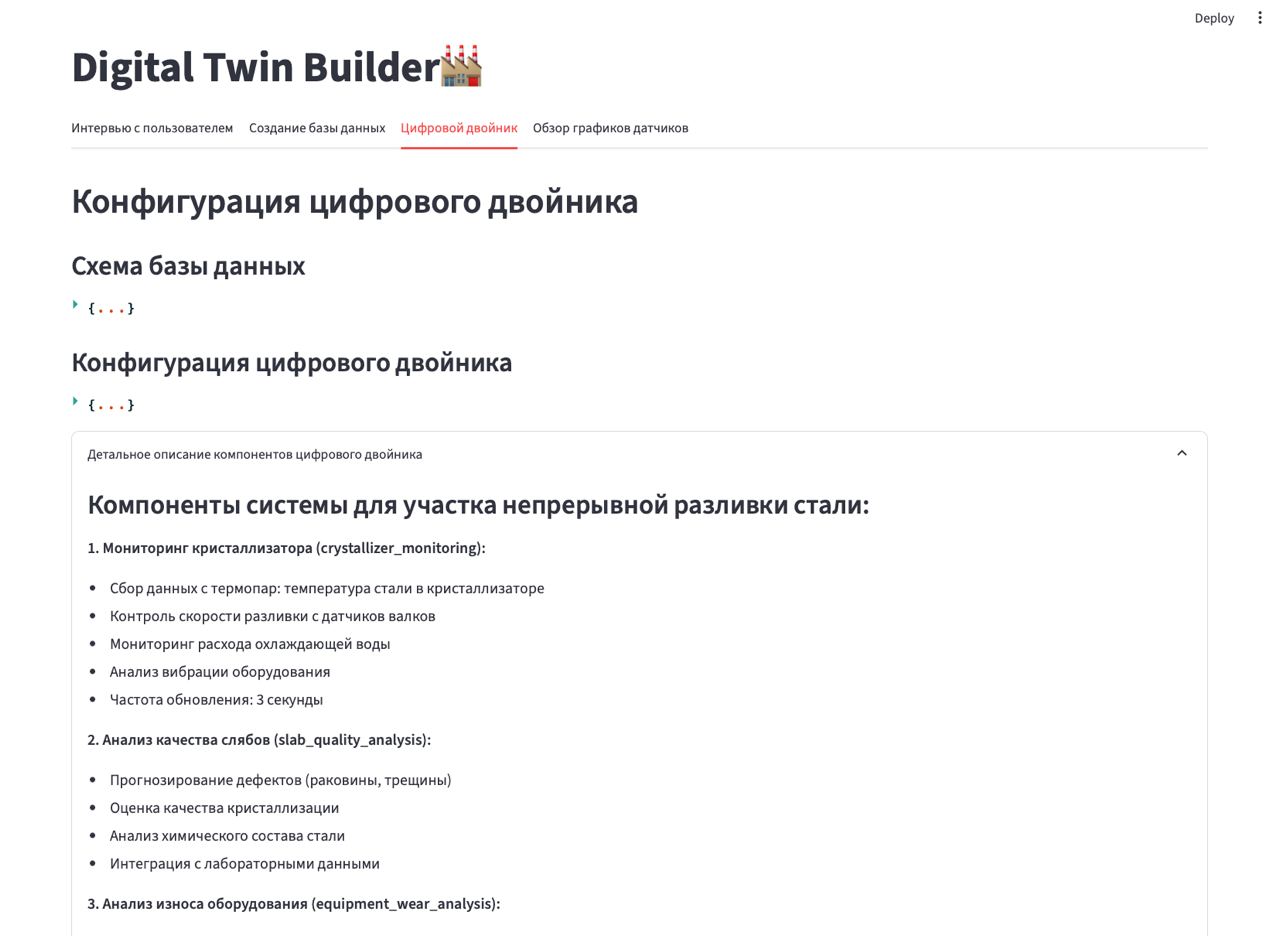 Deploy
Digital Twin Builder
Интервью с пользователем
Создание базы данных
Цифровой двойник
Обзор графиков датчиков
Конфигурация цифрового двойника
Схема базы данных
{...}
Конфигурация цифрового двойника
{...}
Детальное описание компонентов цифрового двойника
Компоненты системы для участка непрерывной разливки стали:
1. Мониторинг кристаллизатора (crystallizer_monitoring):
• Сбор данных с термопар: температура стали в кристаллизаторе
• Контроль скорости разливки с датчиков валков
• Мониторинг расхода охлаждающей воды
• Анализ вибрации оборудования
• Частота обновления: 3 секунды
2. Анализ качества слябов (slab_quality_analysis):
• Прогнозирование дефектов (раковины, трещины)
• Оценка качества кристаллизации
• Анализ химического состава стали
• Интеграция с лабораторными данными
3. Анализ износа оборудования (equipment_wear_analysis):